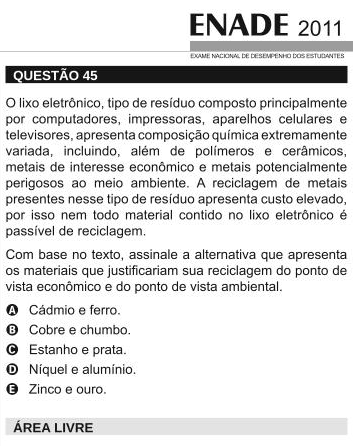 ENADE 2011
EXAME NACIONAL DE DESEMPENHO DOS ESTUDANTES
QUESTÃO 45
O lixo eletrônico, tipo de resíduo composto principalmente
por computadores, impressoras, aparelhos celulares e
televisores, apresenta composição química extremamente
variada, incluindo, além de polímeros e cerâmicos,
metais de interesse econômico e metais potencialmente
perigosos ao meio ambiente. A reciclagem de metais
presentes nesse tipo de resíduo apresenta custo elevado,
por isso nem todo material contido no lixo eletrônico é
passível de reciclagem.
Com base no texto, assinale a alternativa que apresenta
os materiais que justificariam sua reciclagem do ponto de
vista econômico e do ponto de vista ambiental.
A Cádmio e ferro.
B Cobre e chumbo.
C Estanho e prata.
D Níquel e alumínio.
E Zinco e ouro.
ÁREA LIVRE